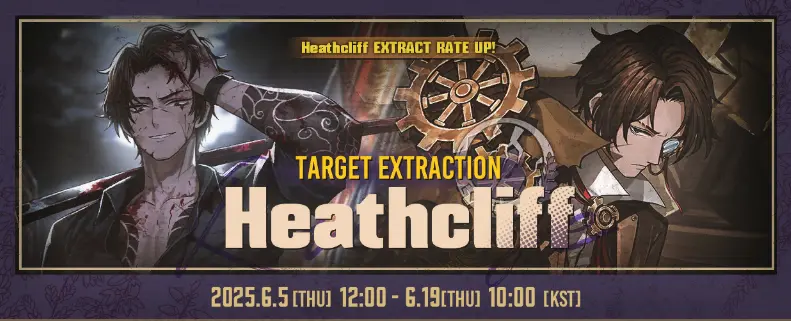 Heathcliff EXTRACT RATE UP!
TARGET EXTRACTION
Heathcliff
2025.6.5[THU] 12:00 - 6.19[THU] 10:00 [KST]